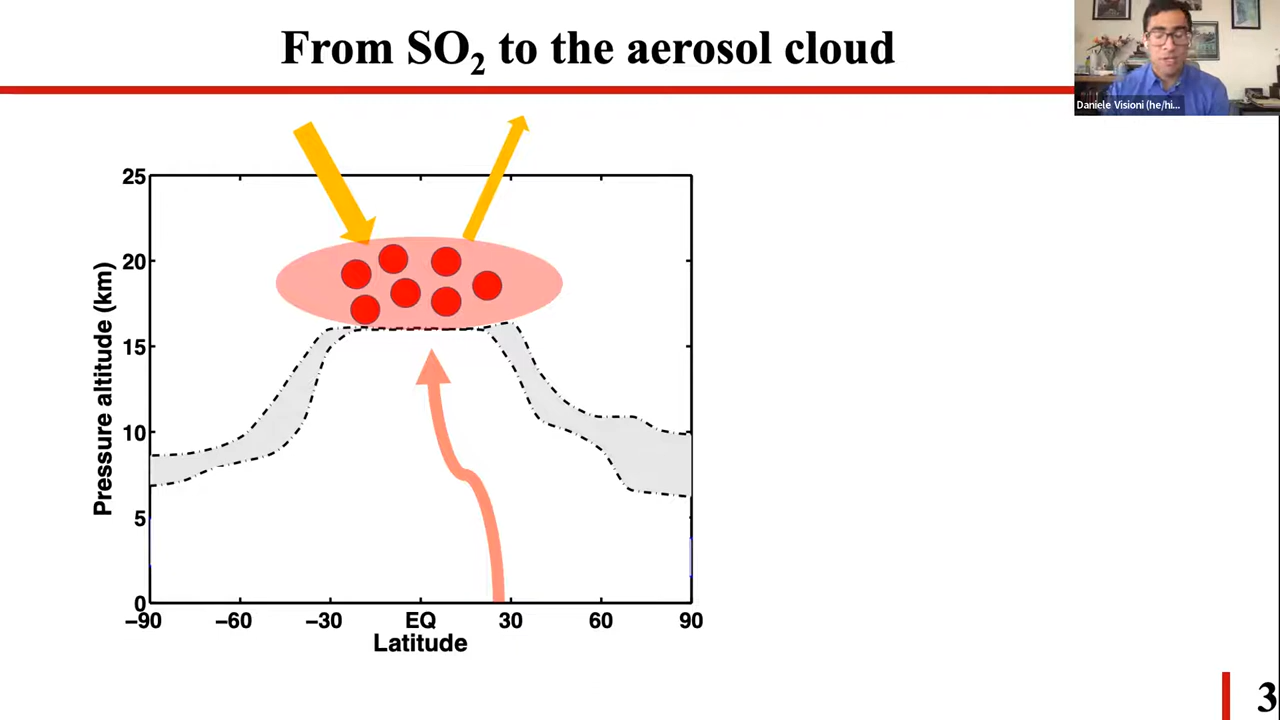 From SO₂ to the aerosol cloud
Daniele Visioni (he/hi...
25
20
15
10
5
0
Pressure altitude (km)
−90 −60 −30 EQ 30 60 90
Latitude
3